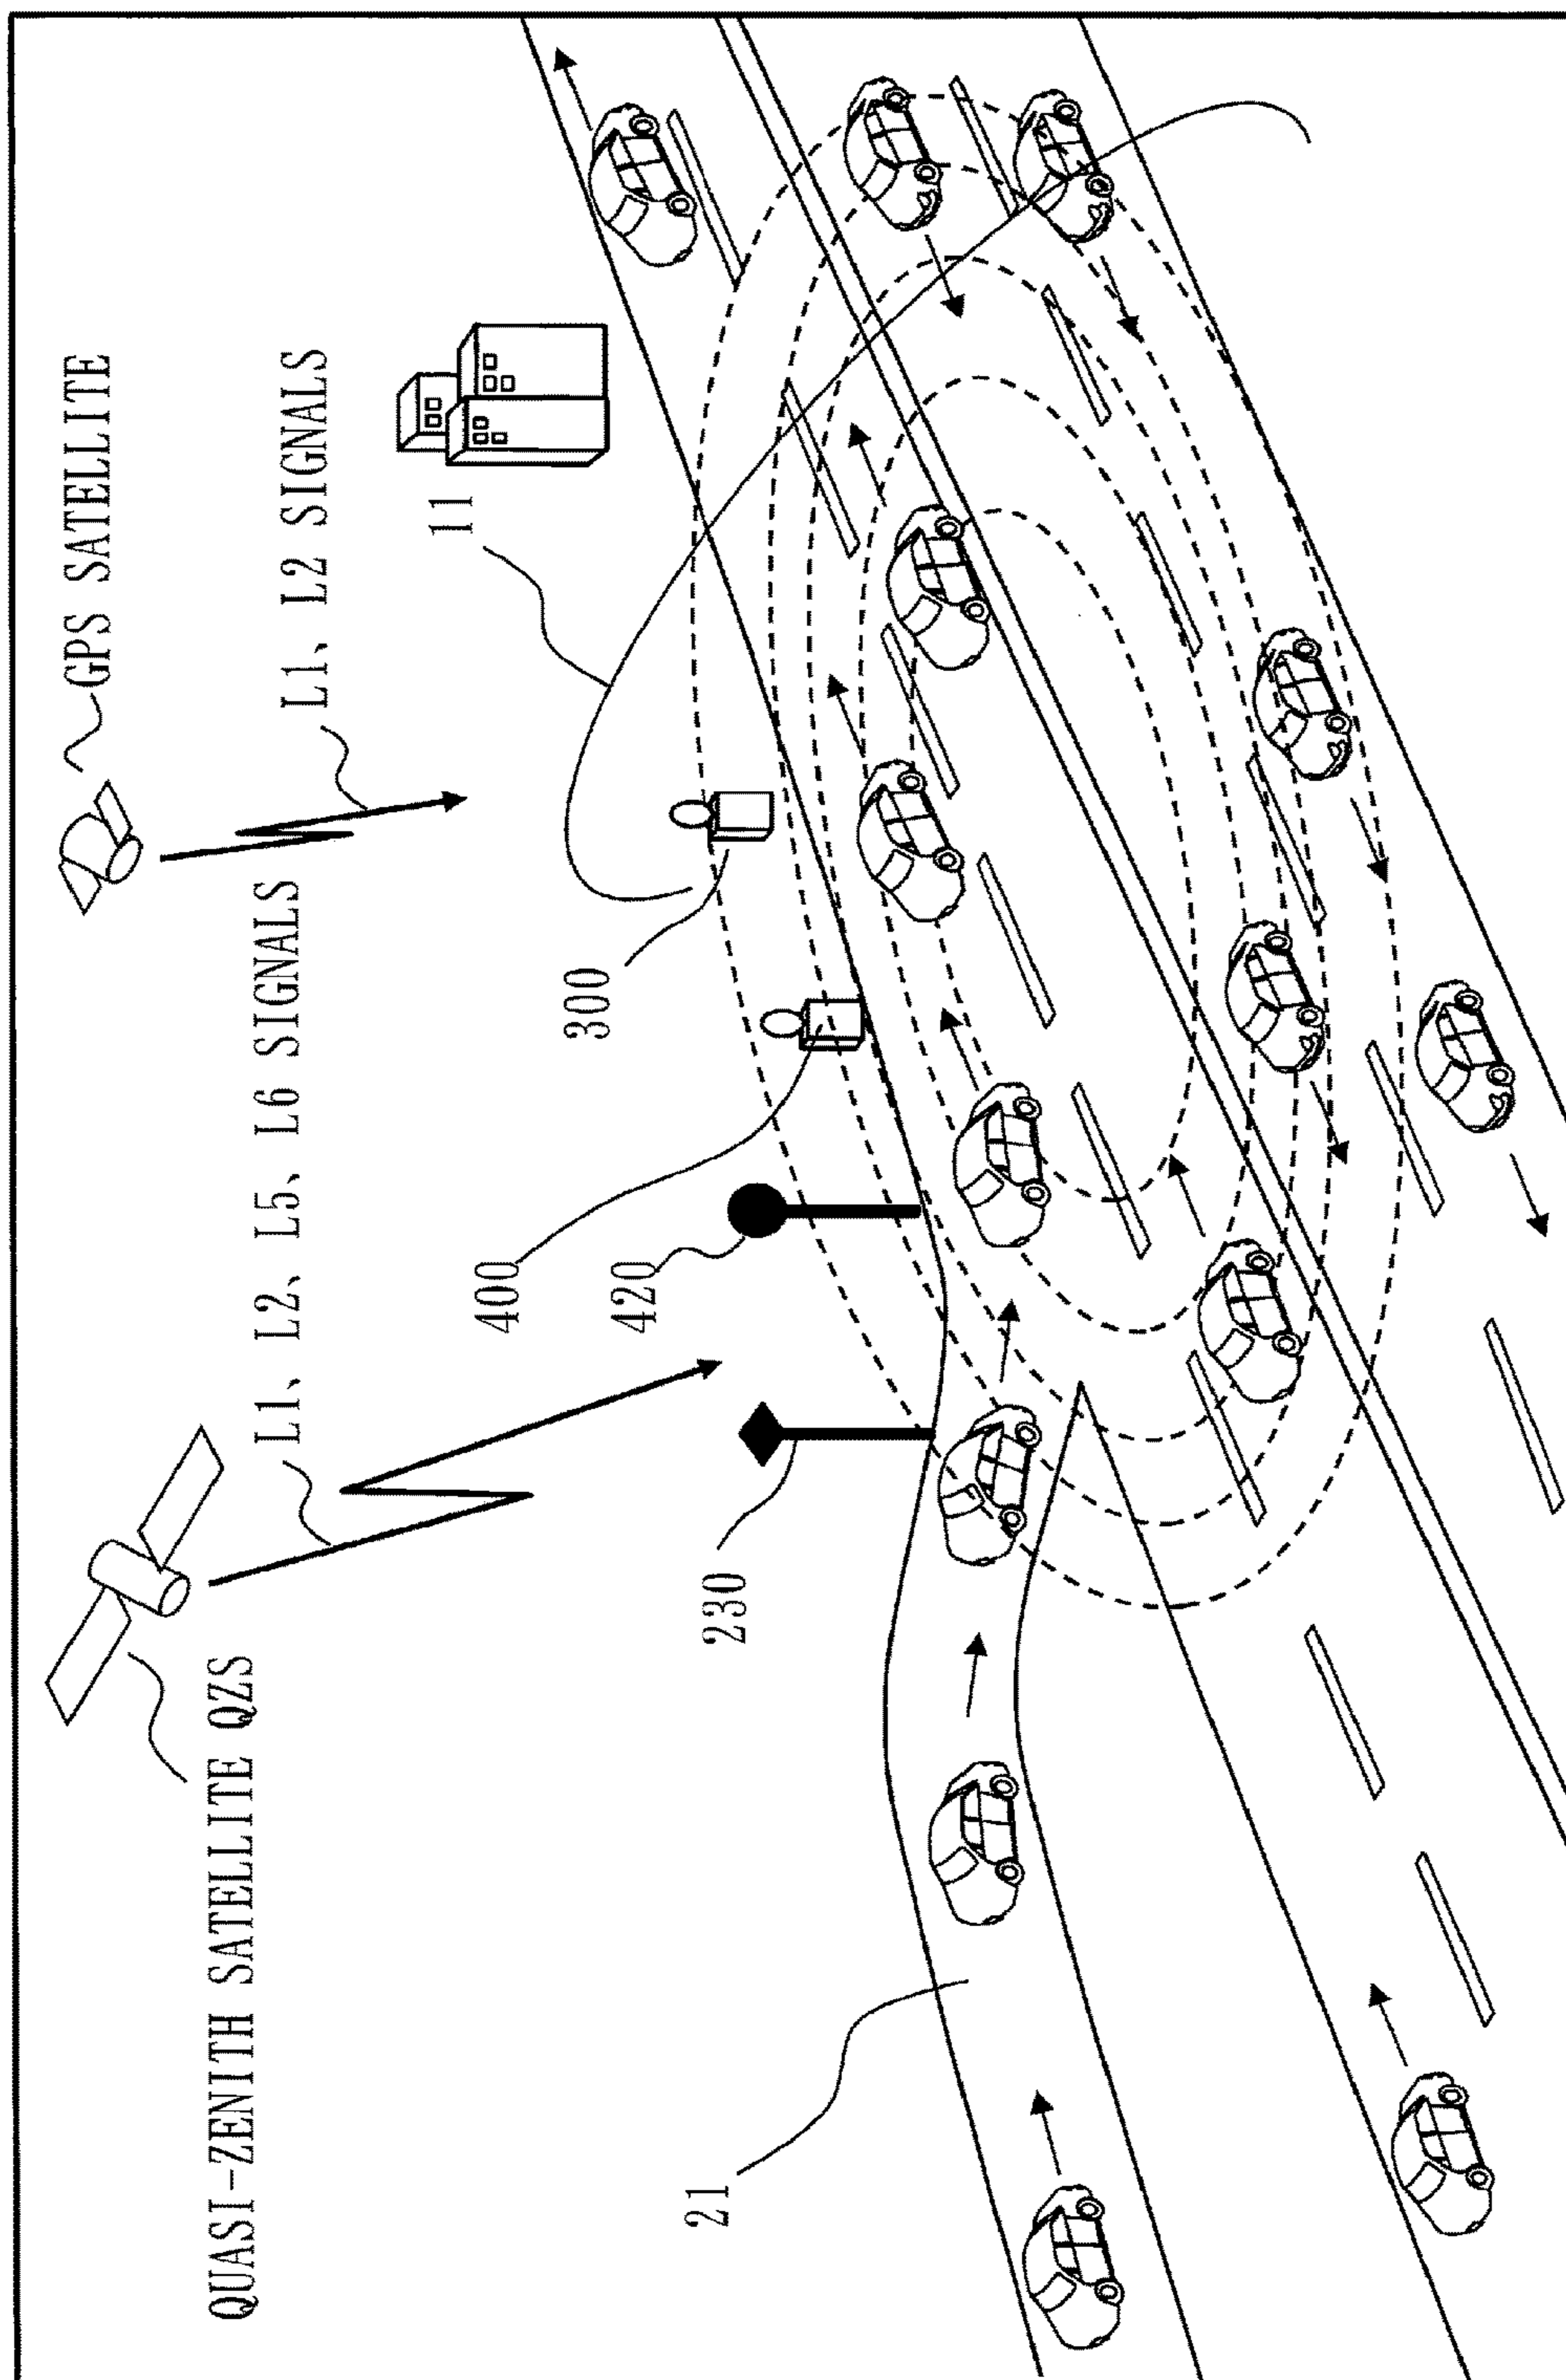 QUASI-ZENITH SATELLITE QZS
GPS SATELLITE
L1、L2、L5、L6 SIGNALS
L1、L2 SIGNALS
11
400
300
420
230
21